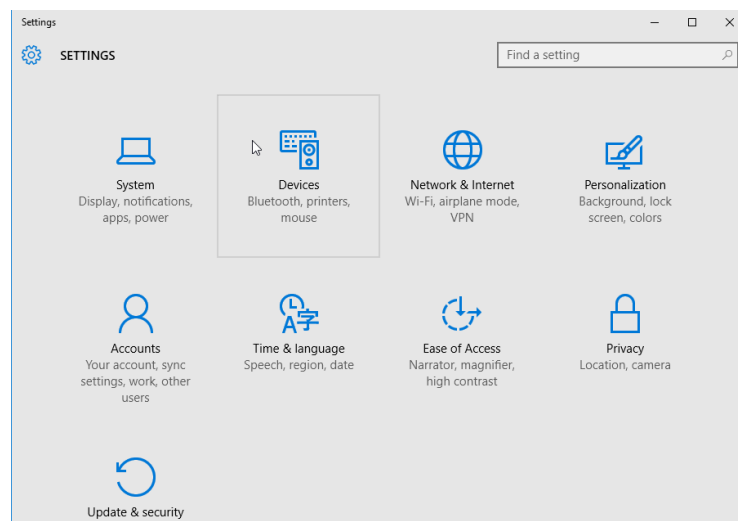 Settings
SETTINGS
Find a setting
System
Display, notifications,
apps, power
Devices
Bluetooth, printers,
mouse
Network & Internet
Wi-Fi, airplane mode,
VPN
Personalization
Background, lock
screen, colors
Accounts
Your account, sync
settings, work, other
users
Time & language
Speech, region, date
Ease of Access
Narrator, magnifier,
high contrast
Privacy
Location, camera
Update & security